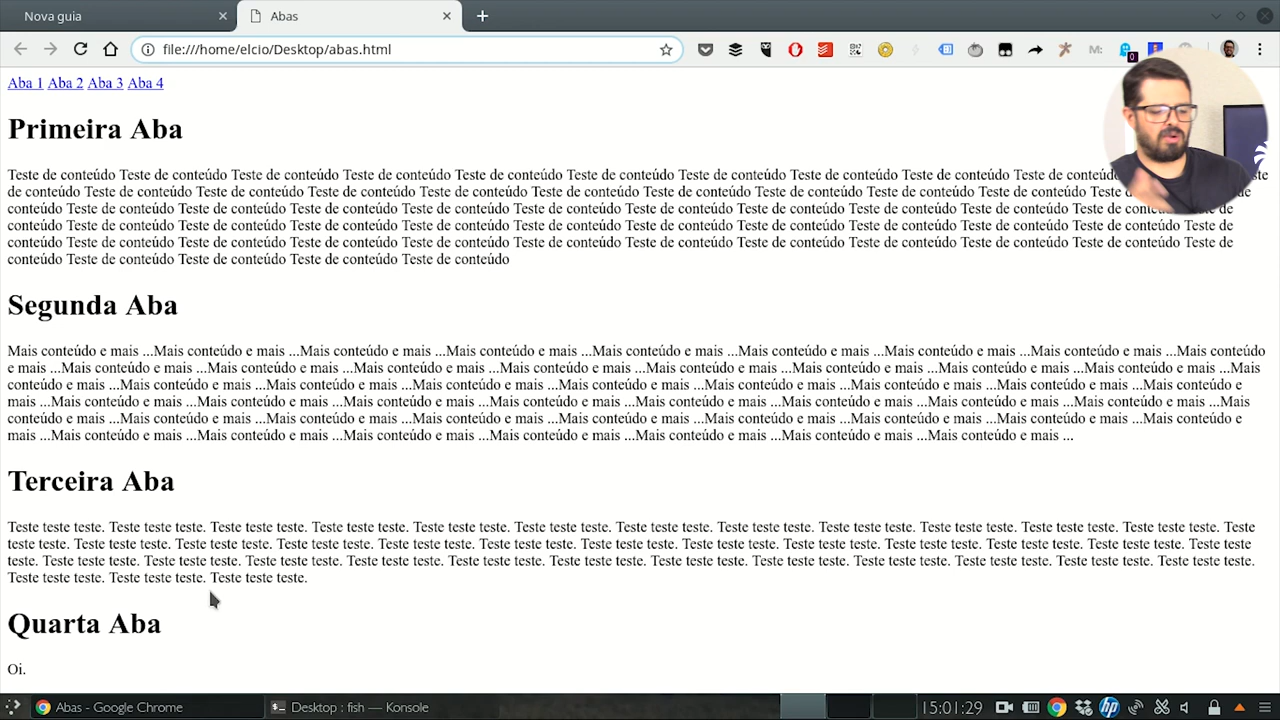 Nova guia
Abas
file:///home/elcio/Desktop/abas.html
M:
0
Aba 1 Aba 2 Aba 3 Aba 4
Primeira Aba
Teste de conteúdo Teste de conteúdo Teste de conteúdo Teste de conteúdo Teste de conteúdo Teste de conteúdo Teste de conteúdo Teste de conteúdo Teste de conteúdo Teste de conteúdo
de conteúdo Teste de conteúdo Teste de conteúdo Teste de conteúdo Teste de conteúdo Teste de conteúdo Teste de conteúdo Teste de conteúdo Teste de conteúdo Teste de conteúdo Teste de
conteúdo Teste de conteúdo Teste de conteúdo Teste de conteúdo Teste de conteúdo Teste de conteúdo Teste de conteúdo Teste de conteúdo Teste de conteúdo Teste de conteúdo Teste de
conteúdo Teste de conteúdo Teste de conteúdo Teste de conteúdo Teste de conteúdo Teste de conteúdo Teste de conteúdo Teste de conteúdo Teste de conteúdo Teste de conteúdo Teste de conteúdo Teste de
conteúdo Teste de conteúdo Teste de conteúdo Teste de conteúdo Teste de conteúdo Teste de conteúdo Teste de conteúdo Teste de conteúdo Teste de conteúdo Teste de conteúdo Teste de conteúdo Teste de
conteúdo Teste de conteúdo Teste de conteúdo Teste de conteúdo Teste de conteúdo
Segunda Aba
Mais conteúdo e mais ...Mais conteúdo e mais ...Mais conteúdo e mais ...Mais conteúdo e mais ...Mais conteúdo e mais ...Mais conteúdo e mais ...Mais conteúdo e mais ...Mais conteúdo e mais ...Mais conteúdo
e mais ...Mais conteúdo e mais ...Mais conteúdo e mais ...Mais conteúdo e mais ...Mais conteúdo e mais ...Mais conteúdo e mais ...Mais conteúdo e mais ...Mais conteúdo e mais ...Mais conteúdo e mais ...Mais
conteúdo e mais ...Mais conteúdo e mais ...Mais conteúdo e mais ...Mais conteúdo e mais ...Mais conteúdo e mais ...Mais conteúdo e mais ...Mais conteúdo e mais ...Mais conteúdo e mais ...Mais conteúdo e
mais ...Mais conteúdo e mais ...Mais conteúdo e mais ...Mais conteúdo e mais ...Mais conteúdo e mais ...Mais conteúdo e mais ...Mais conteúdo e mais ...Mais conteúdo e mais ...Mais conteúdo e mais ...Mais
conteúdo e mais ...Mais conteúdo e mais ...Mais conteúdo e mais ...Mais conteúdo e mais ...Mais conteúdo e mais ...Mais conteúdo e mais ...Mais conteúdo e mais ...Mais conteúdo e mais ...Mais conteúdo e
mais ...Mais conteúdo e mais ...Mais conteúdo e mais ...Mais conteúdo e mais ...Mais conteúdo e mais ...Mais conteúdo e mais ...Mais conteúdo e mais ...Mais conteúdo e mais ...
Terceira Aba
Teste teste teste. Teste teste teste. Teste teste teste. Teste teste teste. Teste teste teste. Teste teste teste. Teste teste teste. Teste teste teste. Teste teste teste. Teste teste teste. Teste teste teste. Teste teste teste. Teste
teste teste. Teste teste teste. Teste teste teste. Teste teste teste. Teste teste teste. Teste teste teste. Teste teste teste. Teste teste teste. Teste teste teste. Teste teste teste. Teste teste teste. Teste teste teste. Teste teste
teste. Teste teste teste. Teste teste teste. Teste teste teste. Teste teste teste. Teste teste teste. Teste teste teste. Teste teste teste. Teste teste teste. Teste teste teste. Teste teste teste. Teste teste teste. Teste teste teste.
Teste teste teste. Teste teste teste. Teste teste teste.
Quarta Aba
Oi.
Abas - Google Chrome
Desktop : fish — Konsole
15:01:29
hp